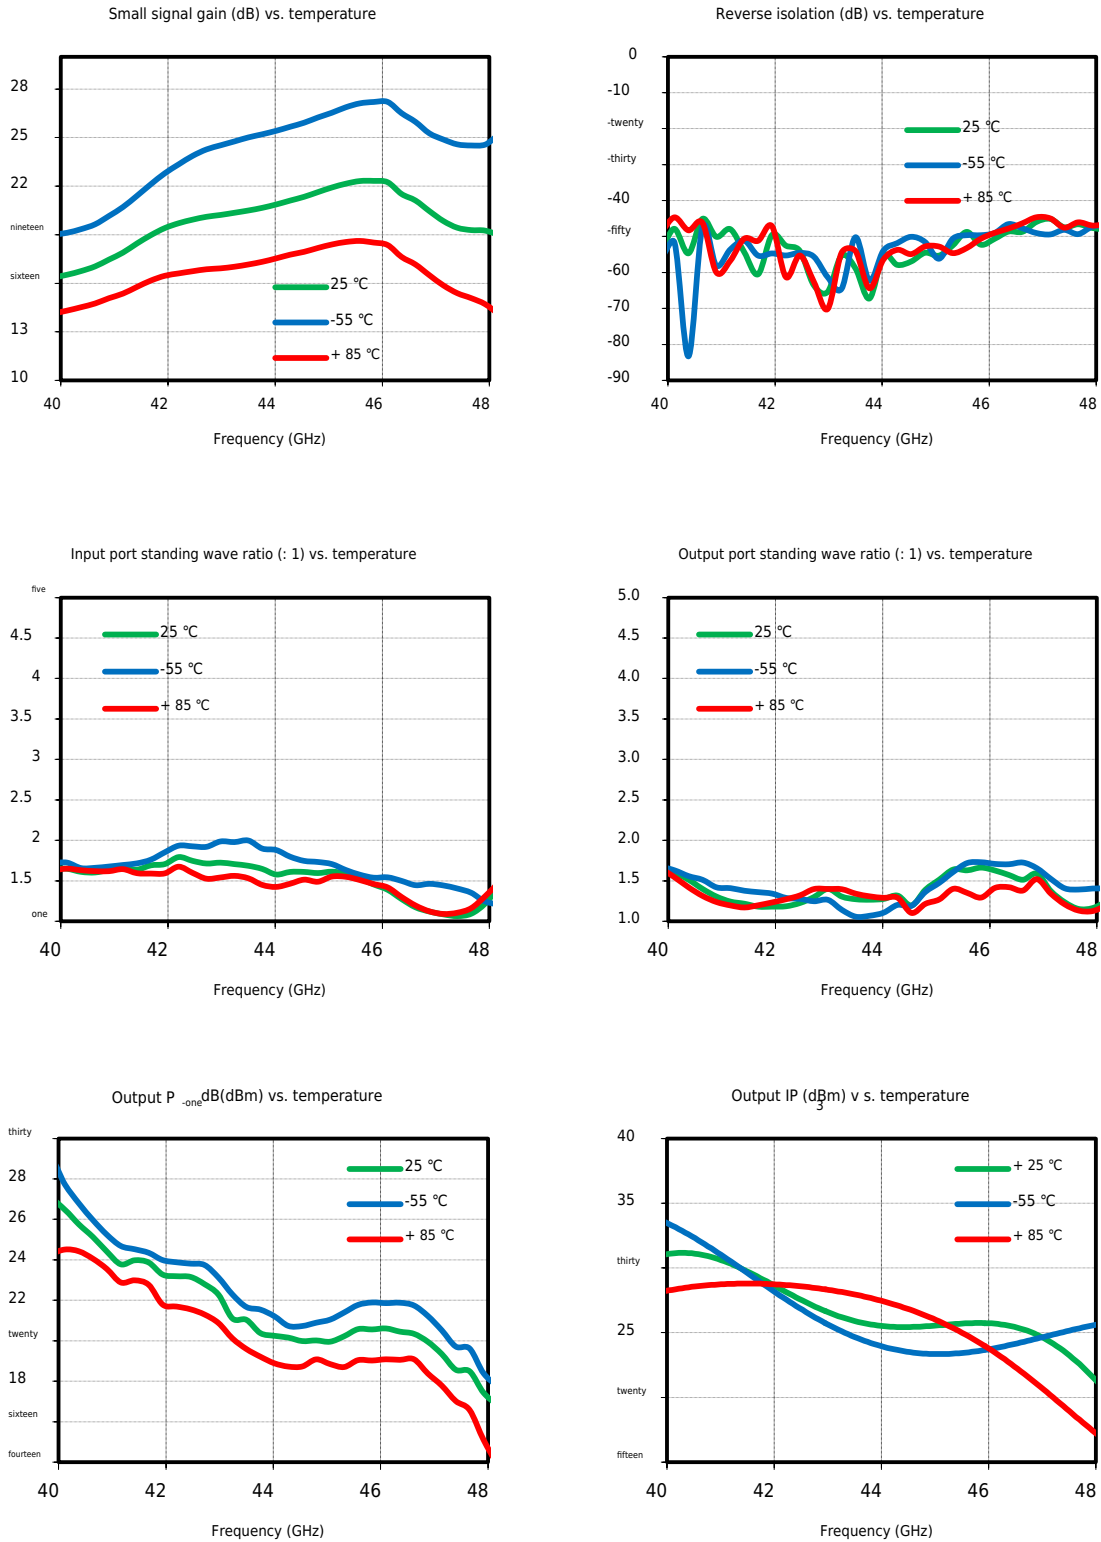 Small signal gain (dB) vs. temperature
28
25
22
nineteen
sixteen
13
10
25 ℃
-55 ℃
+ 85 ℃
40 42 44 46 48
Frequency (GHz)
Reverse isolation (dB) vs. temperature
0
-10
-twenty
-thirty
-40
-fifty
-60
-70
-80
-90
25 ℃
-55 ℃
+ 85 ℃
40 42 44 46 48
Frequency (GHz)
Input port standing wave ratio (: 1) vs. temperature
five
4.5
4
3.5
3
2.5
2
1.5
one
25 ℃
-55 ℃
+ 85 ℃
40 42 44 46 48
Frequency (GHz)
Output port standing wave ratio (: 1) vs. temperature
5.0
4.5
4.0
3.5
3.0
2.5
2.0
1.5
1.0
25 ℃
-55 ℃
+ 85 ℃
40 42 44 46 48
Frequency (GHz)
Output P -one dB(dBm) vs. temperature
thirty
28
26
24
22
twenty
18
sixteen
fourteen
25 ℃
-55 ℃
+ 85 ℃
40 42 44 46 48
Frequency (GHz)
Output IP3 (dBm) v s. temperature
40
35
thirty
25
twenty
fifteen
+ 25 ℃
-55 ℃
+ 85 ℃
40 42 44 46 48
Frequency (GHz)